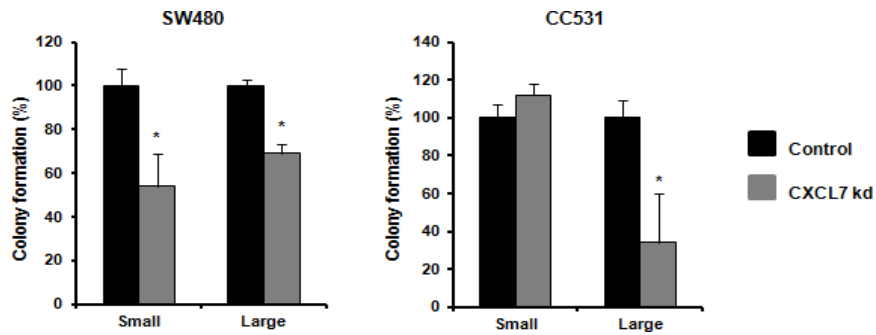 SW480
Colony formation (%)
120
100
80
60
40
20
0
*
*
Small Large
CC531
Colony formation (%)
140
120
100
80
60
40
20
0
*
Small Large
Control
CXCL7 kd